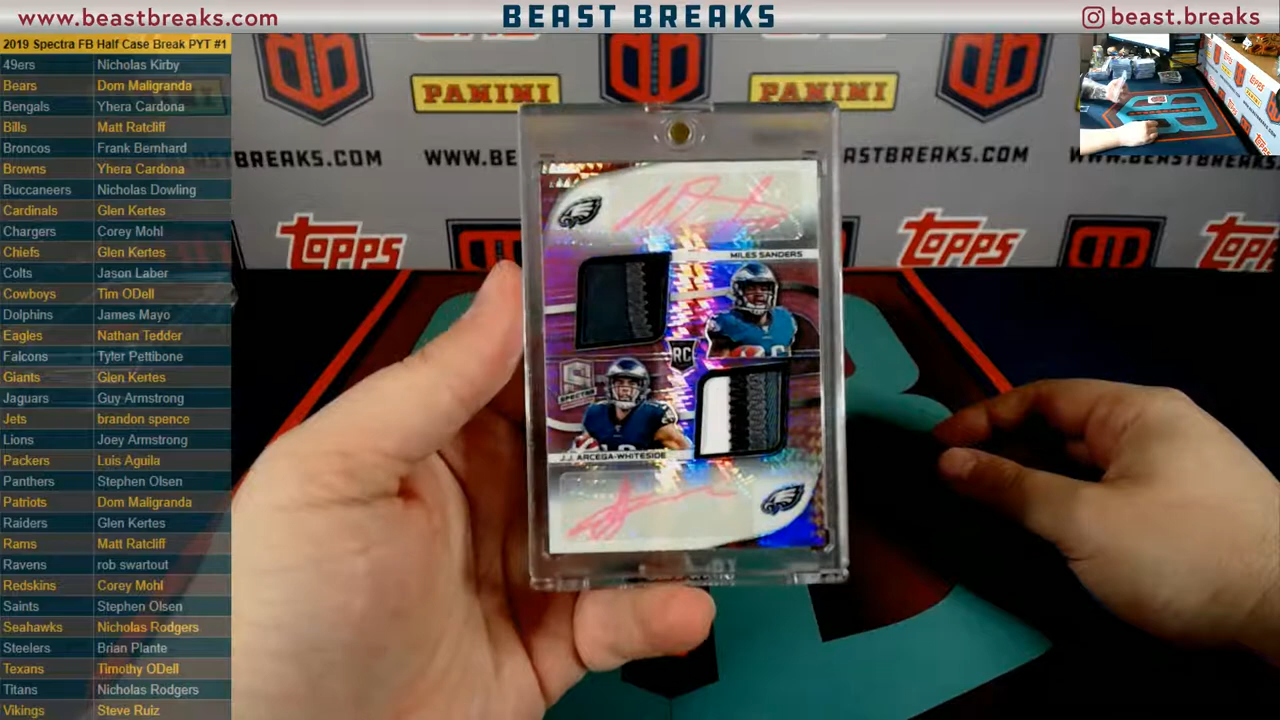 www.beastbreaks.com
BEAST BREAKS
beast.breaks
2019 Spectra FB Half Case Break PYT #1
49ers Nicholas Kirby
Bears Dom Maligranda
Bengals Yhera Cardona
Bills Matt Ratcliff
Broncos Frank Bernhard
Browns Yhera Cardona
Buccaneers Nicholas Dowling
Cardinals Glen Kertes
Chargers Corey Mohl
Chiefs Glen Kertes
Colts Jason Laber
Cowboys Tim ODell
Dolphins James Mayo
Eagles Nathan Tedder
Falcons Tyler Pettibone
Giants Glen Kertes
Jaguars Guy Armstrong
Jets brandon spence
Lions Joey Armstrong
Packers Luis Aguila
Panthers Stephen Olsen
Patriots Dom Maligranda
Raiders Glen Kertes
Rams Matt Ratcliff
Ravens rob swartout
Redskins Corey Mohl
Saints Stephen Olsen
Seahawks Nicholas Rodgers
Steelers Brian Plante
Texans Timothy ODell
Titans Nicholas Rodgers
Vikings Steve Ruiz
PANINI
PANINI
BREAKS.COM
WWW.
ASTBREAKS.COM
topps
topps
MILES SANDERS
RC
SPECTRA
J.J. ARCEGA-WHITESIDE